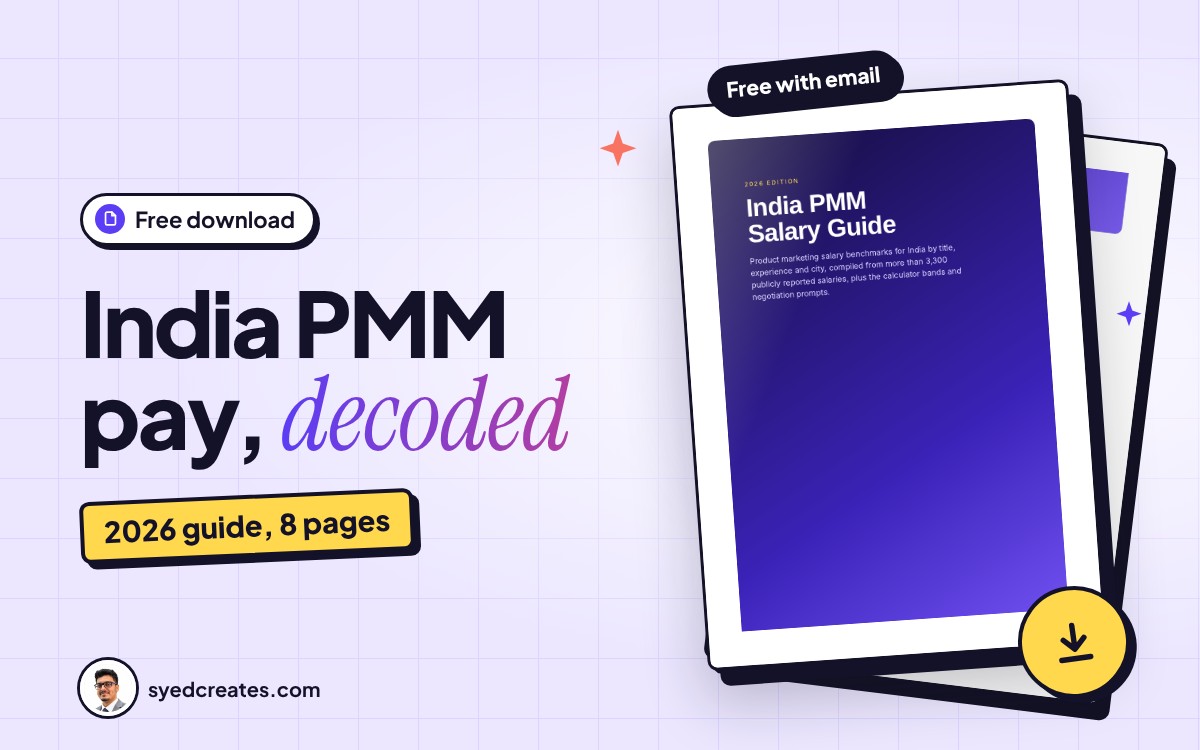 Free with email
Free download
India PMM
pay, decoded
2026 guide, 8 pages
syedcreates.com
2026 EDITION
India PMM
Salary Guide
Product marketing salary benchmarks for India by title,
experience and city, compiled from more than 3,300
publicly reported salaries, plus the calculator bands and
negotiation prompts.